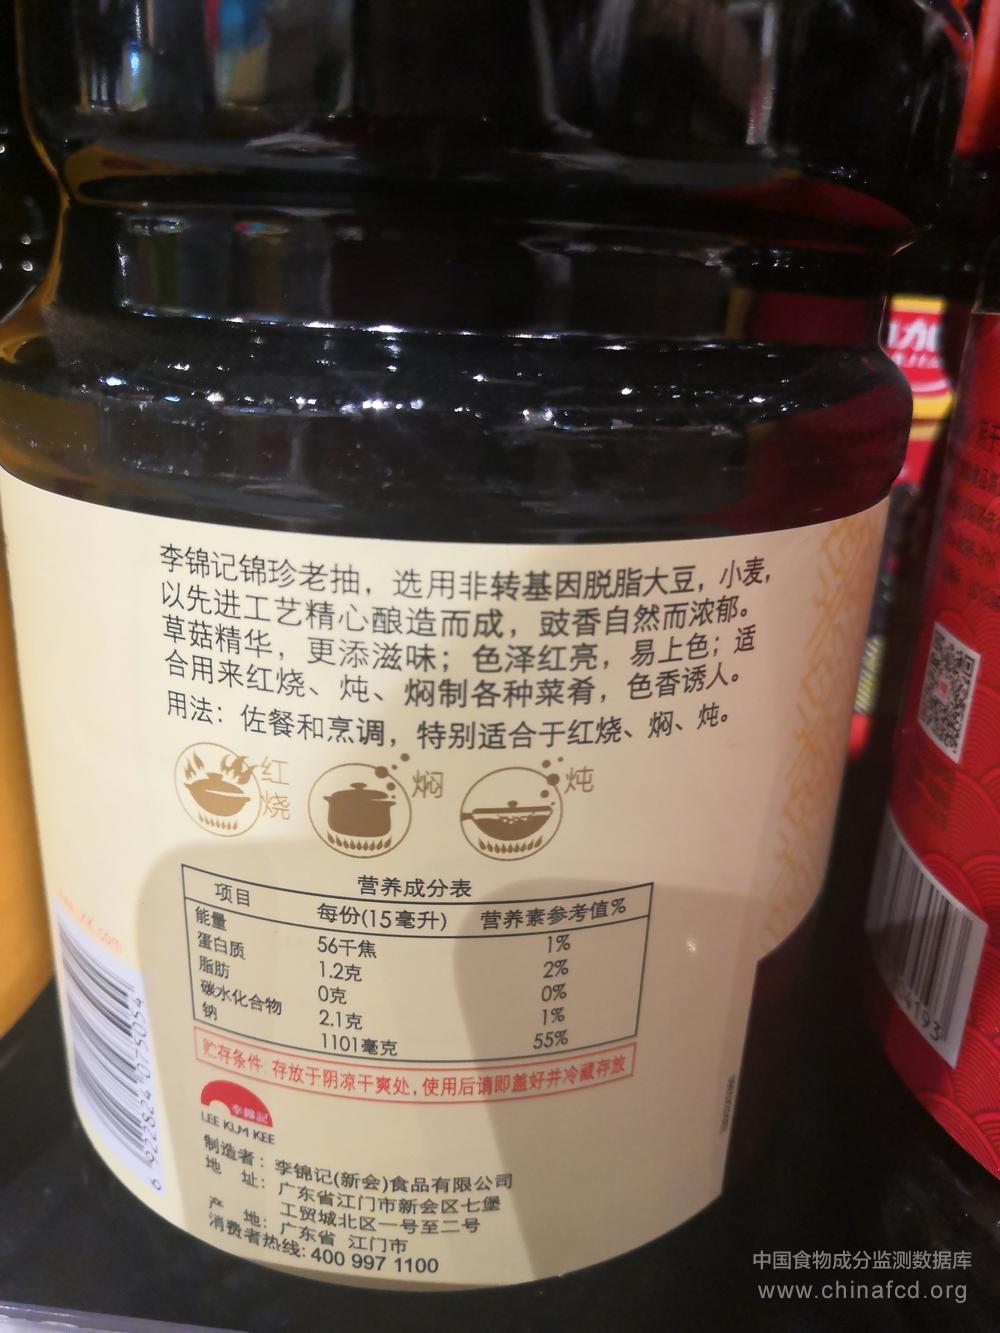 李锦记锦珍老抽，选用非转基因脱脂大豆，小麦，
以先进工艺精心酿造而成，豉香自然而浓郁。
草菇精华，更添滋味；色泽红亮，易上色；适
合用来红烧、炖、焖制各种菜肴，色香诱人。
用法：佐餐和烹调，特别适合于红烧、焖、炖。
红烧
焖
炖
营养成分表
项目 每份(15毫升) 营养素参考值%
能量 56千焦 1%
蛋白质 1.2克 2%
脂肪 0克 0%
碳水化合物 2.1克 1%
钠 1101毫克 55%
贮存条件：存放于阴凉干爽处，使用后请即盖好并冷藏存放
李錦記
LEE KUM KEE
制造者：李锦记(新会)食品有限公司
地 址：广东省江门市新会区七堡
工贸城北区一号至二号
产 地：广东省 江门市
消费者热线：400 997 1100
中国食物成分监测数据库
www.chinafcd.org